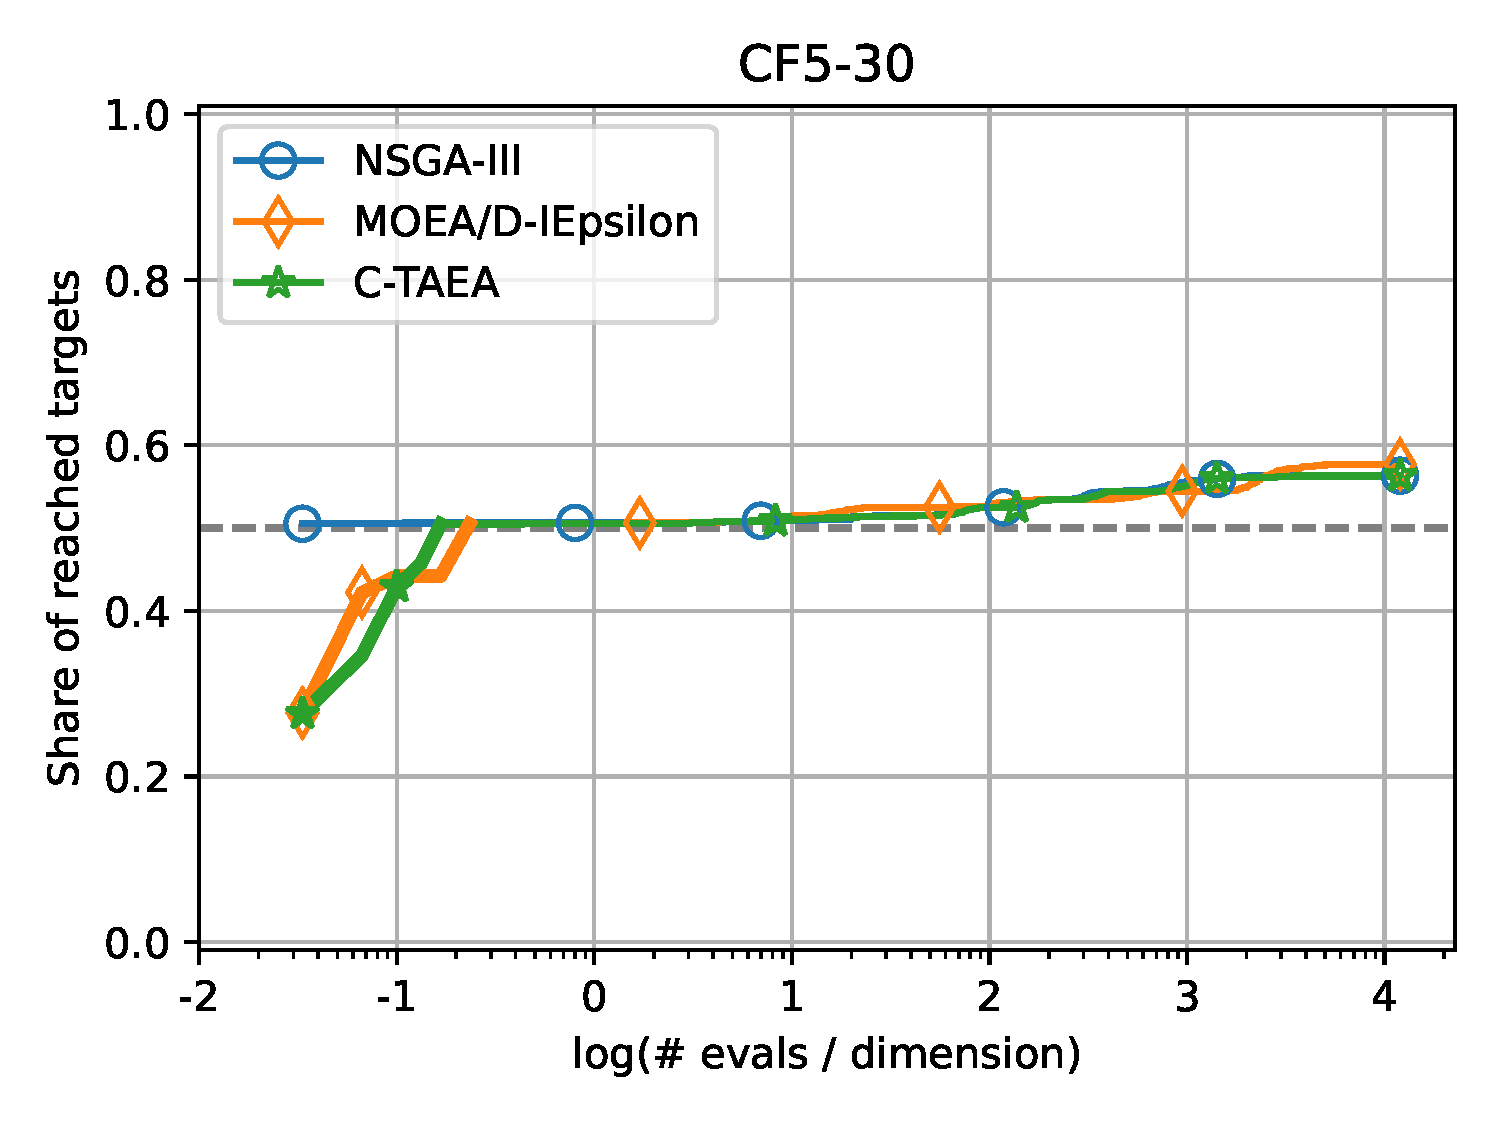 CF5-30
1.0
0.8
0.6
0.4
0.2
0.0
Share of reached targets
NSGA-III
MOEA/D-IEpsilon
C-TAEA
-2 -1 0 1 2 3 4
log(# evals / dimension)